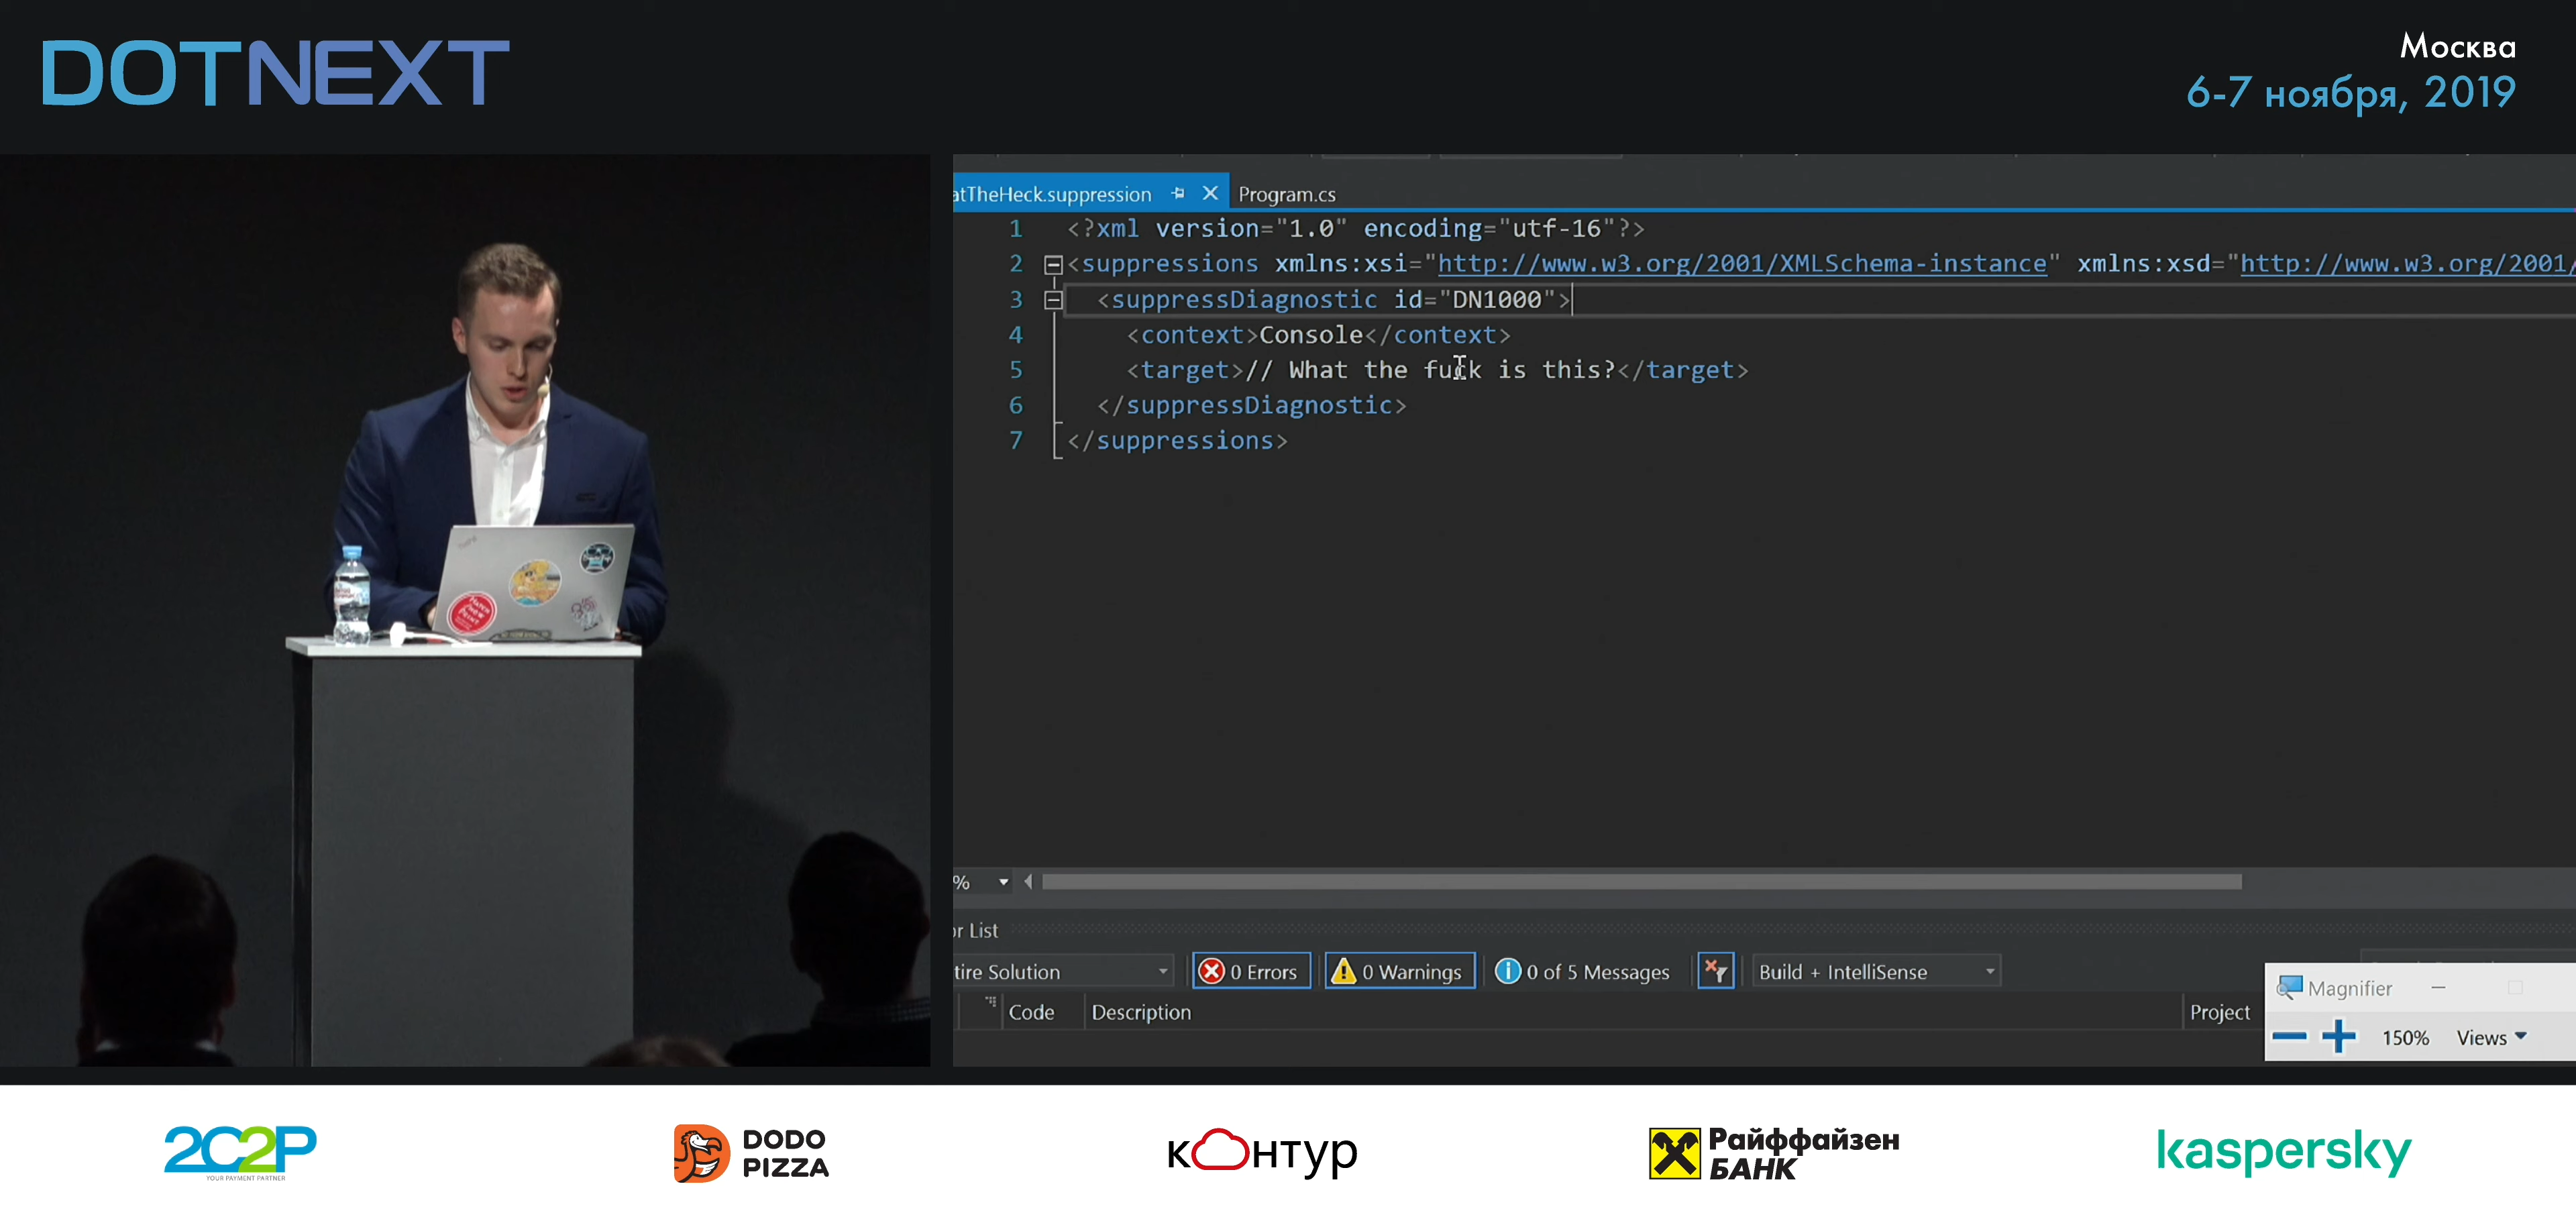 DOTNEXT
Москва
6-7 ноября, 2019
atTheHeck.suppression
Program.cs
1 <?xml version="1.0" encoding="utf-16"?>
2 <suppressions xmlns:xsi="http://www.w3.org/2001/XMLSchema-instance" xmlns:xsd="http://www.w3.org/2001/
3 <suppressDiagnostic id="DN1000">
4 <context>Console</context>
5 <target>// What the fuck is this?</target>
6 </suppressDiagnostic>
7 </suppressions>
%
or List
tire Solution
0 Errors
0 Warnings
0 of 5 Messages
Build + IntelliSense
Code
Description
Project
Magnifier
150%
Views
2C2P
YOUR PAYMENT PARTNER
DODO
PIZZA
контур
Райффайзен
БАНК
kaspersky